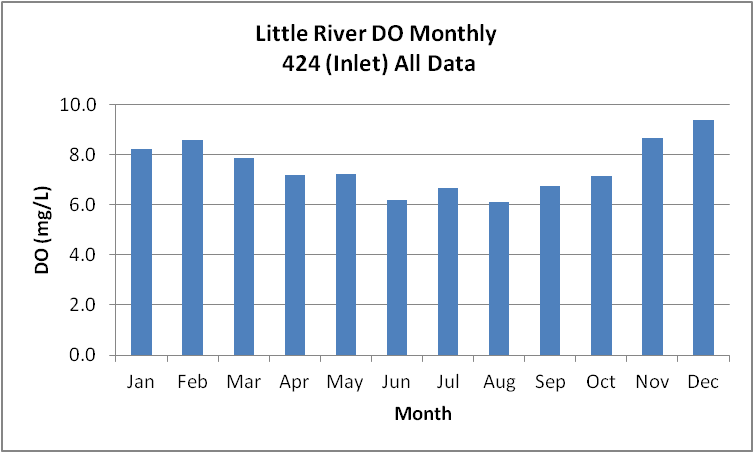 Little River DO Monthly
424 (Inlet) All Data
10.0
8.0
6.0
4.0
2.0
0.0
DO (mg/L)
Jan Feb Mar Apr May Jun Jul Aug Sep Oct Nov Dec
Month